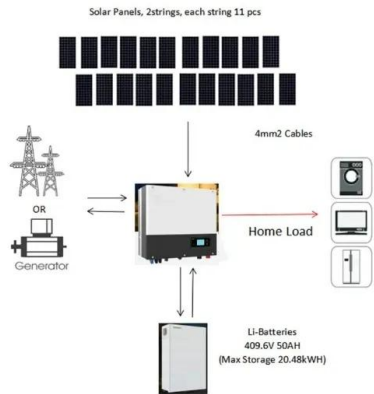 Solar Panels, 2strings, each string 11 pcs
4mm2 Cables
OR
Home Load
Generator
Li-Batteries
409.6V 50AH
(Max Storage 20.48kWH)